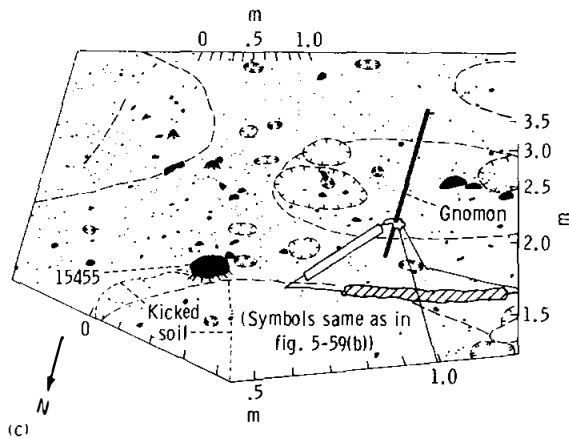 m
0 .5 1.0
3.5
3.0
2.5
Gnomon
m
2.0
15455
Kicked
soil
0
(Symbols same as in
fig. 5-59(b))
1.5
1.0
.5
m
N
(c)